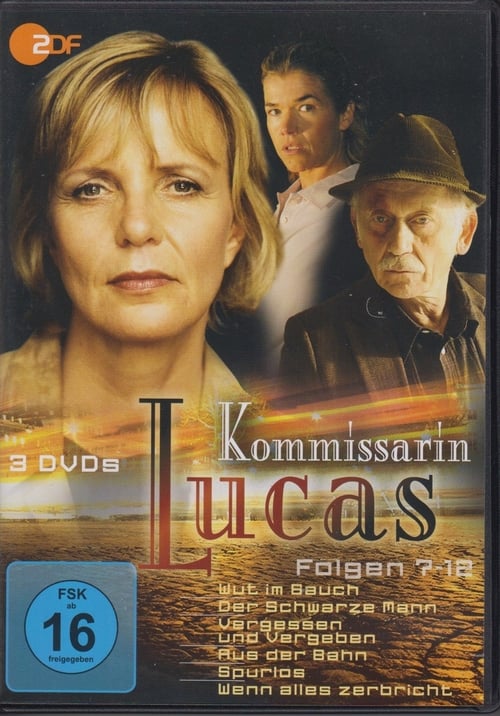 ZDF
Kommissarin
3 DVDs
Lucas
Folgen 7-12
Wut im Bauch
Der Schwarze Mann
Vergessen
und Vergeben
Aus der Bahn
Spurlos
Wenn alles zerbricht
FSK
ab
16
freigegeben